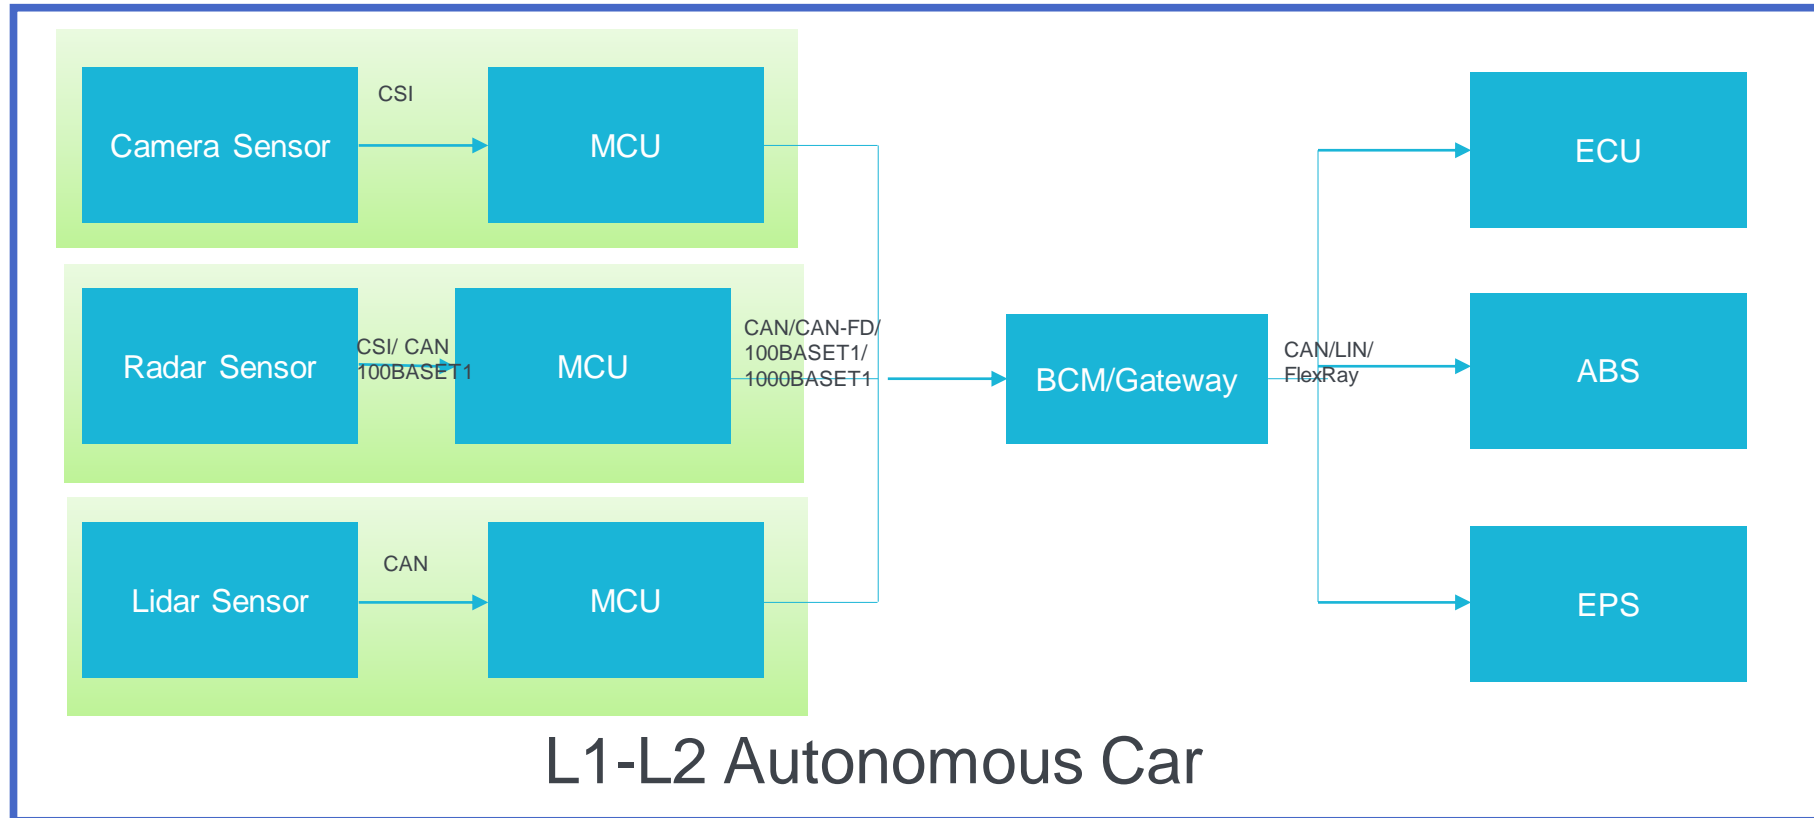 CSI
Camera Sensor
MCU
ECU
Radar Sensor
CSI/ CAN
100BASET1
MCU
CAN/CAN-FD/
100BASET1/
1000BASET1
BCM/Gateway
CAN/LIN/
FlexRay
ABS
Lidar Sensor
CAN
MCU
EPS
L1-L2 Autonomous Car